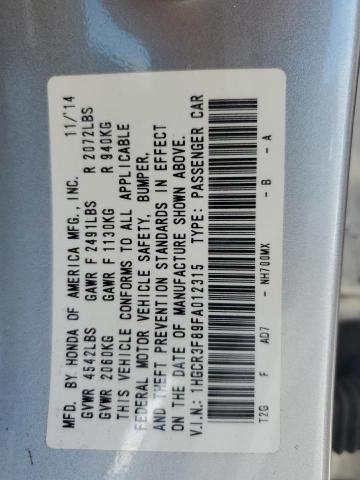 MFD. BY HONDA OF AMERICA MFG., INC. 11/'14
GVWR 4542LBS GAWR F 2491LBS R 2072LBS
GVWR 2060KG GAWR F 1130KG R 940KG
THIS VEHICLE CONFORMS TO ALL APPLICABLE
FEDERAL MOTOR VEHICLE SAFETY, BUMPER,
AND THEFT PREVENTION STANDARDS IN EFFECT
ON THE DATE OF MANUFACTURE SHOWN ABOVE.
V.I.N.: 1HGCR3F89FA012315 TYPE: PASSENGER CAR
T2G F AD7 - NH700MX - B - A